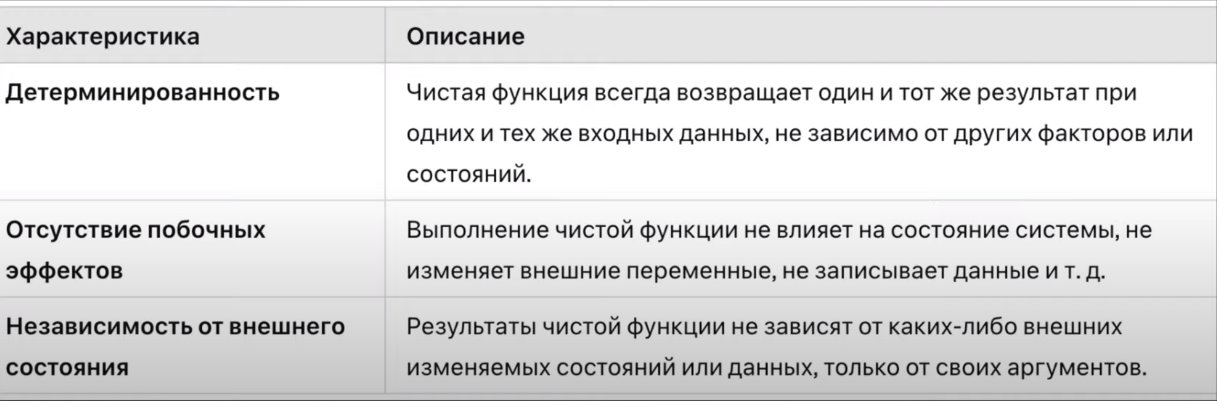 Характеристика Описание
Детерминированность Чистая функция всегда возвращает один и тот же результат при
одних и тех же входных данных, не зависимо от других факторов или
состояний.
Отсутствие побочных Выполнение чистой функции не влияет на состояние системы, не
эффектов изменяет внешние переменные, не записывает данные и т. д.
Независимость от внешнего Результаты чистой функции не зависят от каких-либо внешних
состояния изменяемых состояний или данных, только от своих аргументов.